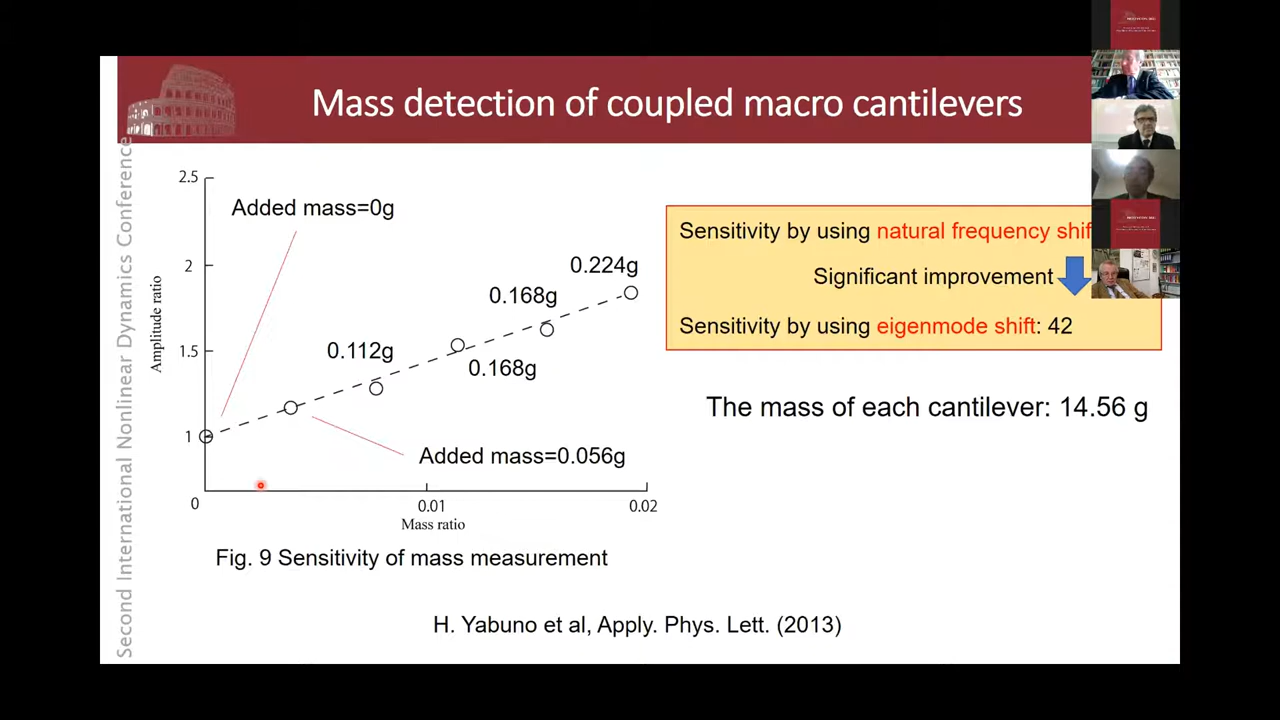 Mass detection of coupled macro cantilevers
Second International Nonlinear Dynamics Conference
2.5
2
1.5
1
0
0.01
0.02
Amplitude ratio
Mass ratio
Added mass=0g
0.224g
0.168g
0.112g
0.168g
Added mass=0.056g
Fig. 9 Sensitivity of mass measurement
Sensitivity by using natural frequency
Significant improvement
Sensitivity by using eigenmode shift: 42
The mass of each cantilever: 14.56 g
H. Yabuno et al, Apply. Phys. Lett. (2013)